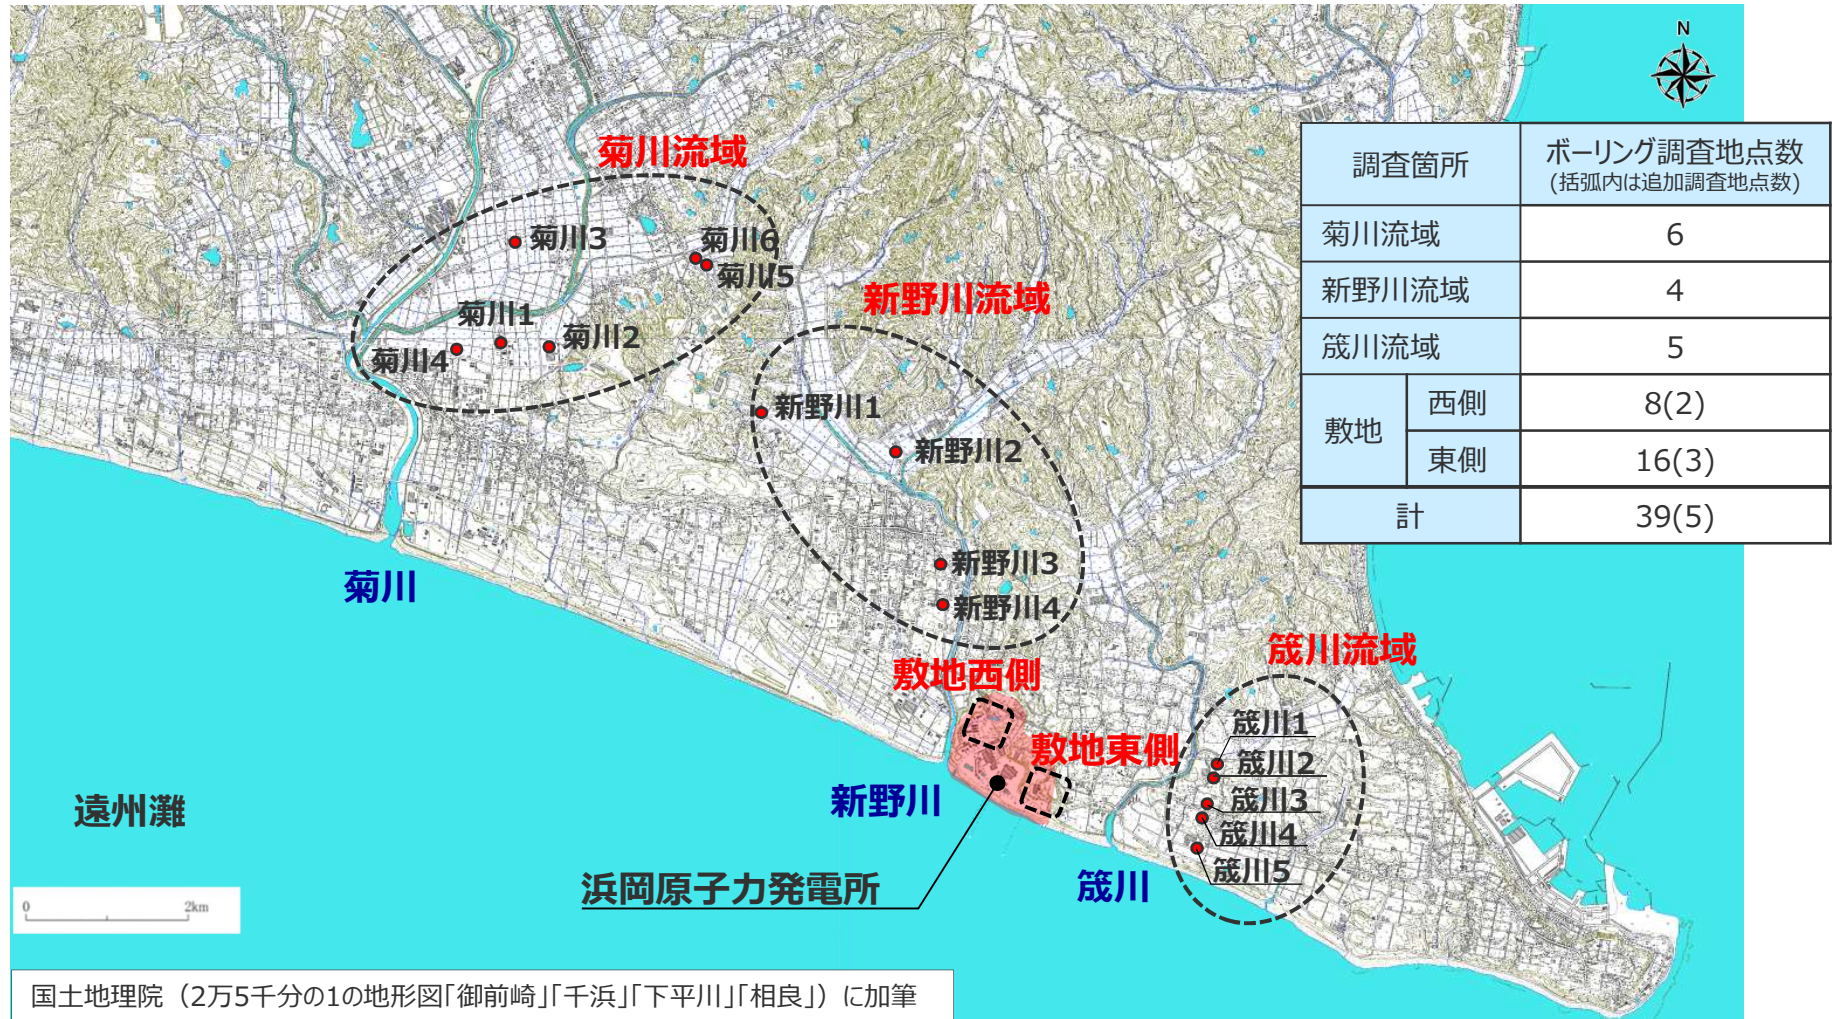 N
調査箇所
ボーリング調査地点数
(括弧内は追加調査地点数)
菊川流域
6
新野川流域
4
筬川流域
5
敷地
西側
8(2)
東側
16(3)
計
39(5)
菊川流域
菊川3
菊川6
菊川5
菊川1
菊川2
菊川4
新野川流域
新野川1
新野川2
新野川3
新野川4
菊川
筬川流域
敷地西側
筬川1
敷地東側
筬川2
筬川3
筬川4
筬川5
新野川
遠州灘
浜岡原子力発電所
筬川
0
2km
国土地理院(2万5千分の1の地形図「御前崎」「千浜」「下平川」「相良」)に加筆